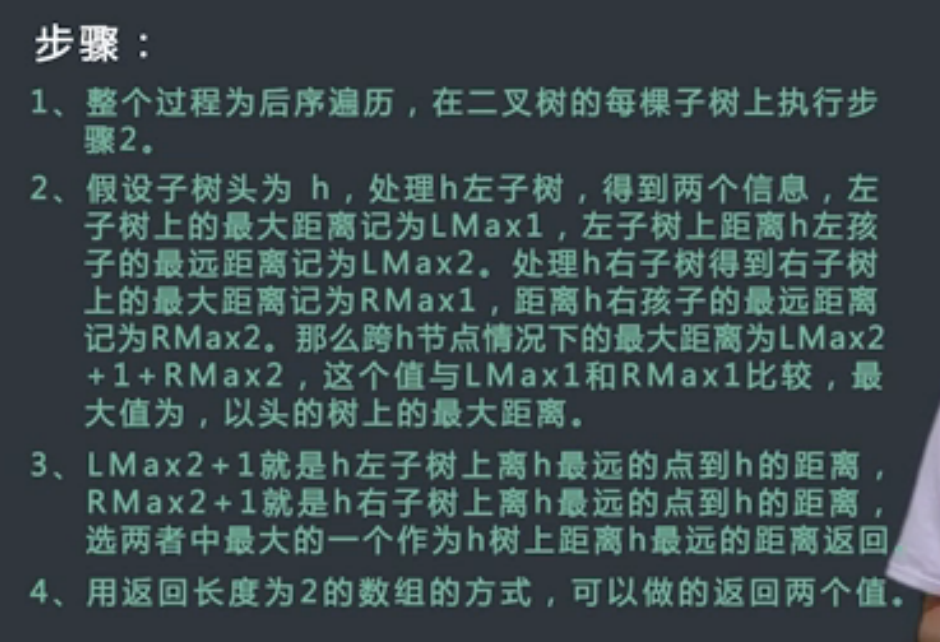 步骤：
1、整个过程为后序遍历，在二叉树的每棵子树上执行步
骤2。
2、假设子树头为 h，处理h左子树，得到两个信息，左
子树上的最大距离记为LMax1，左子树上距离h左孩
子的最远距离记为LMax2。处理h右子树得到右子树
上的最大距离记为RMax1，距离h右孩子的最远距离
记为RMax2。那么跨h节点情况下的最大距离为LMax2
+1+RMax2，这个值与LMax1和RMax1比较，最
大值为，以头的树上的最大距离。
3、LMax2+1就是h左子树上离h最远的点到h的距离，
RMax2+1就是h右子树上离h最远的点到h的距离，
选两者中最大的一个作为h树上距离h最远的距离返回。
4、用返回长度为2的数组的方式，可以做的返回两个值。